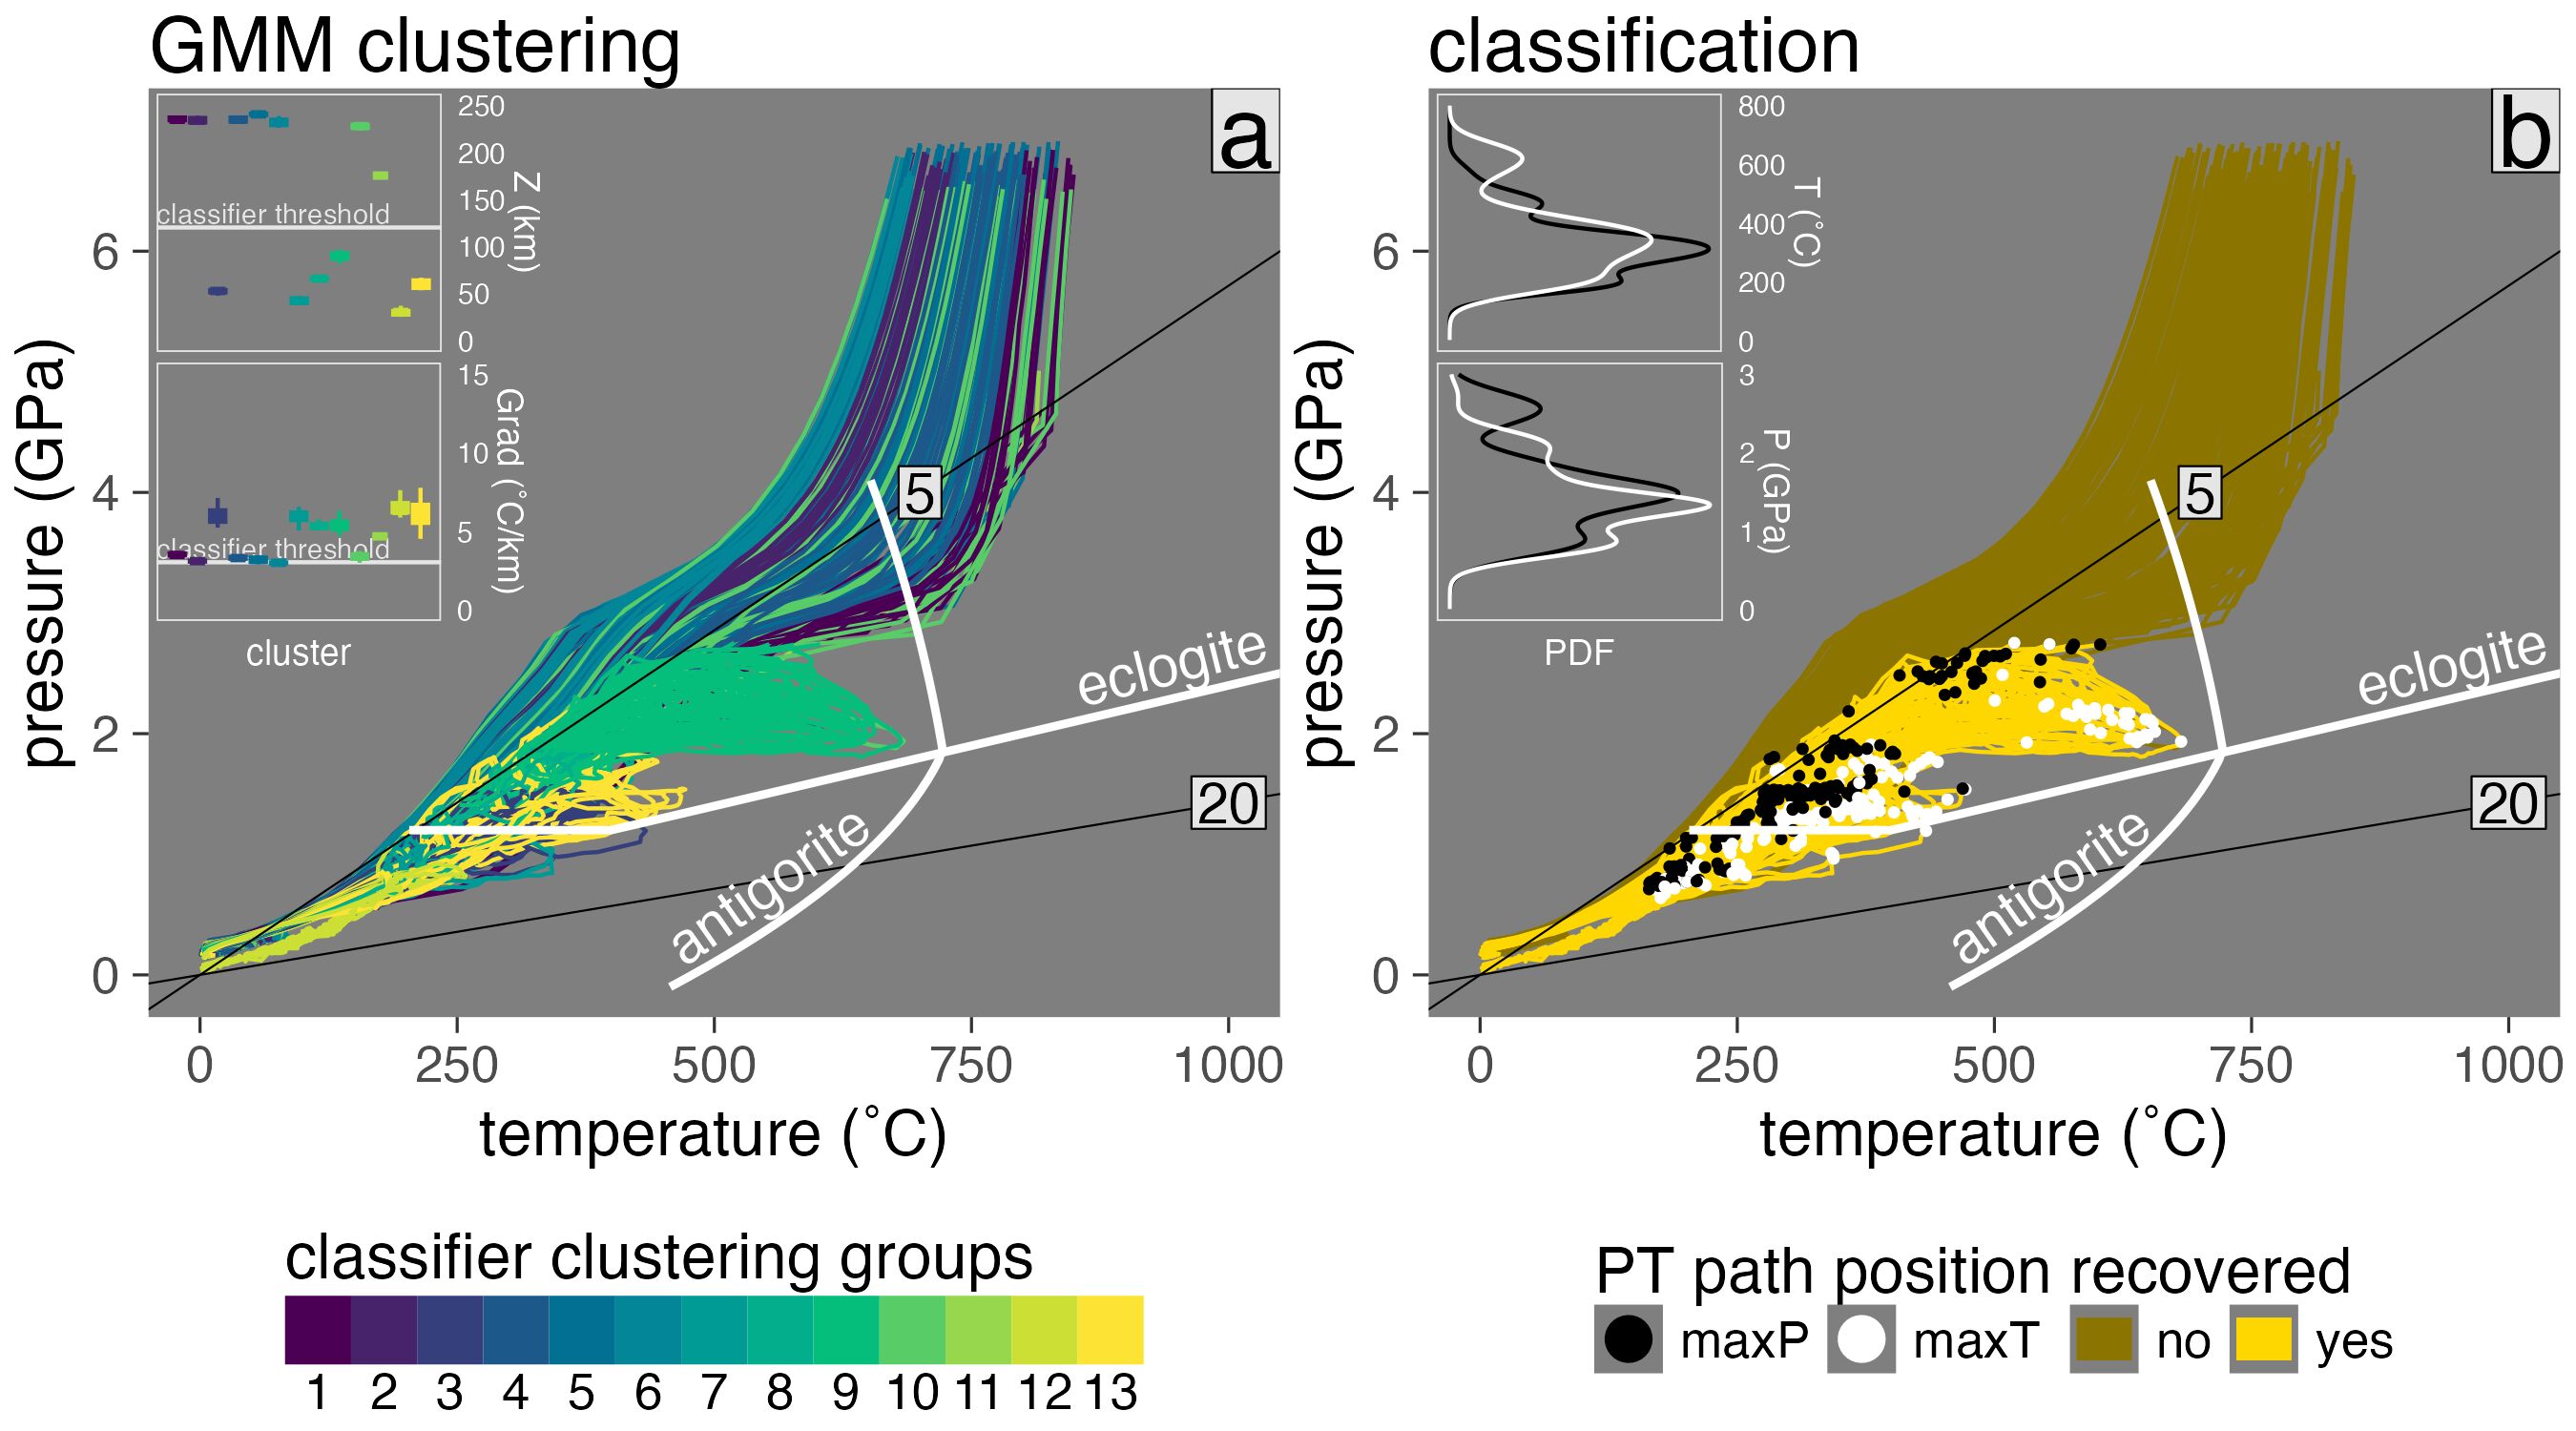 GMM clustering
a
250
200
150
100
50
0
Z (km)
classifier threshold
15
10
5
0
Grad (˚C/km)
classifier threshold
cluster
5
20
eclogite
antigorite
6
4
2
0
pressure (GPa)
0 250 500 750 1000
temperature (˚C)
classifier clustering groups
1 2 3 4 5 6 7 8 9 10 11 12 13
classification
b
800
600
400
200
0
T (˚C)
3
2
1
0
P (GPa)
PDF
5
20
eclogite
antigorite
6
4
2
0
pressure (GPa)
0 250 500 750 1000
temperature (˚C)
PT path position recovered
maxP maxT no yes